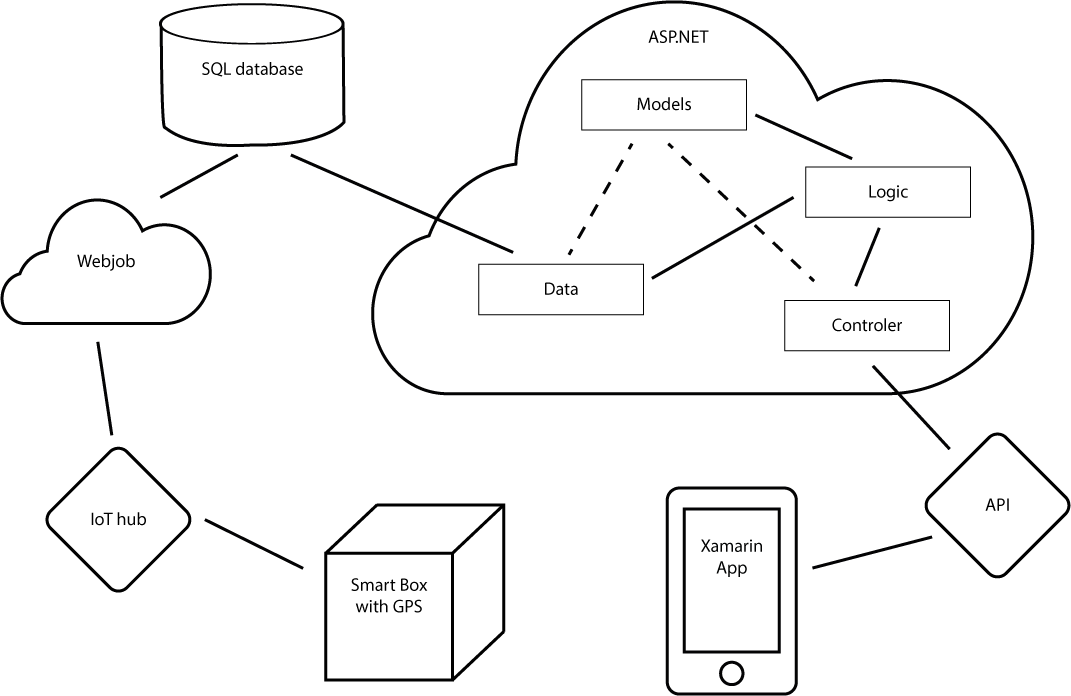 ASP.NET
SQL database
Models
Logic
Webjob
Data
Controler
IoT hub
API
Xamarin
App
Smart Box
with GPS